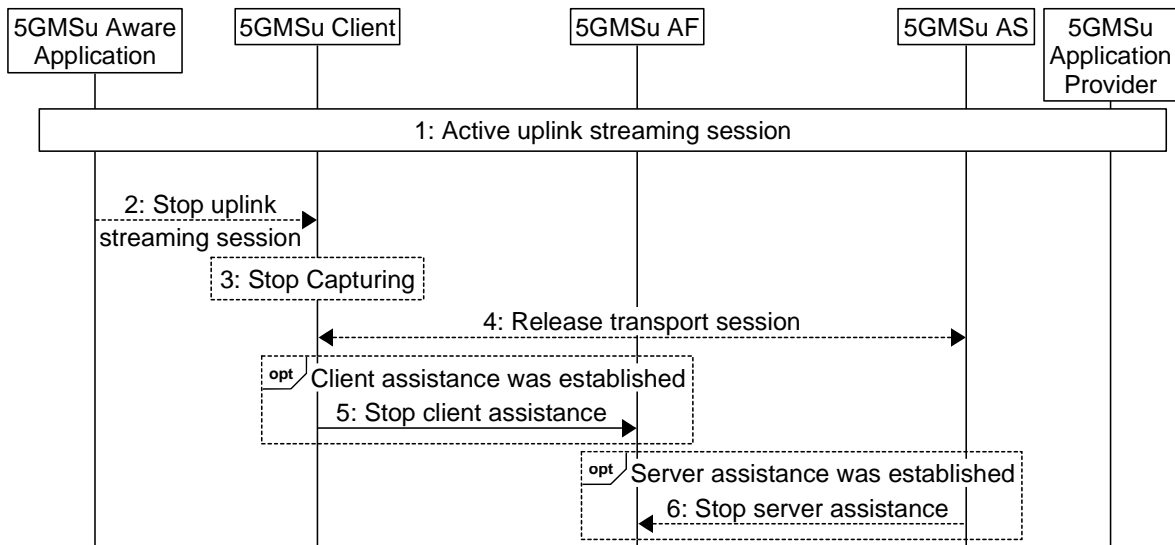 5GMSu Aware
Application
5GMSu Client
5GMSu AF
5GMSu AS
5GMSu
Application
Provider
1: Active uplink streaming session
2: Stop uplink
streaming session
3: Stop Capturing
4: Release transport session
opt Client assistance was established
5: Stop client assistance
opt Server assistance was established
6: Stop server assistance